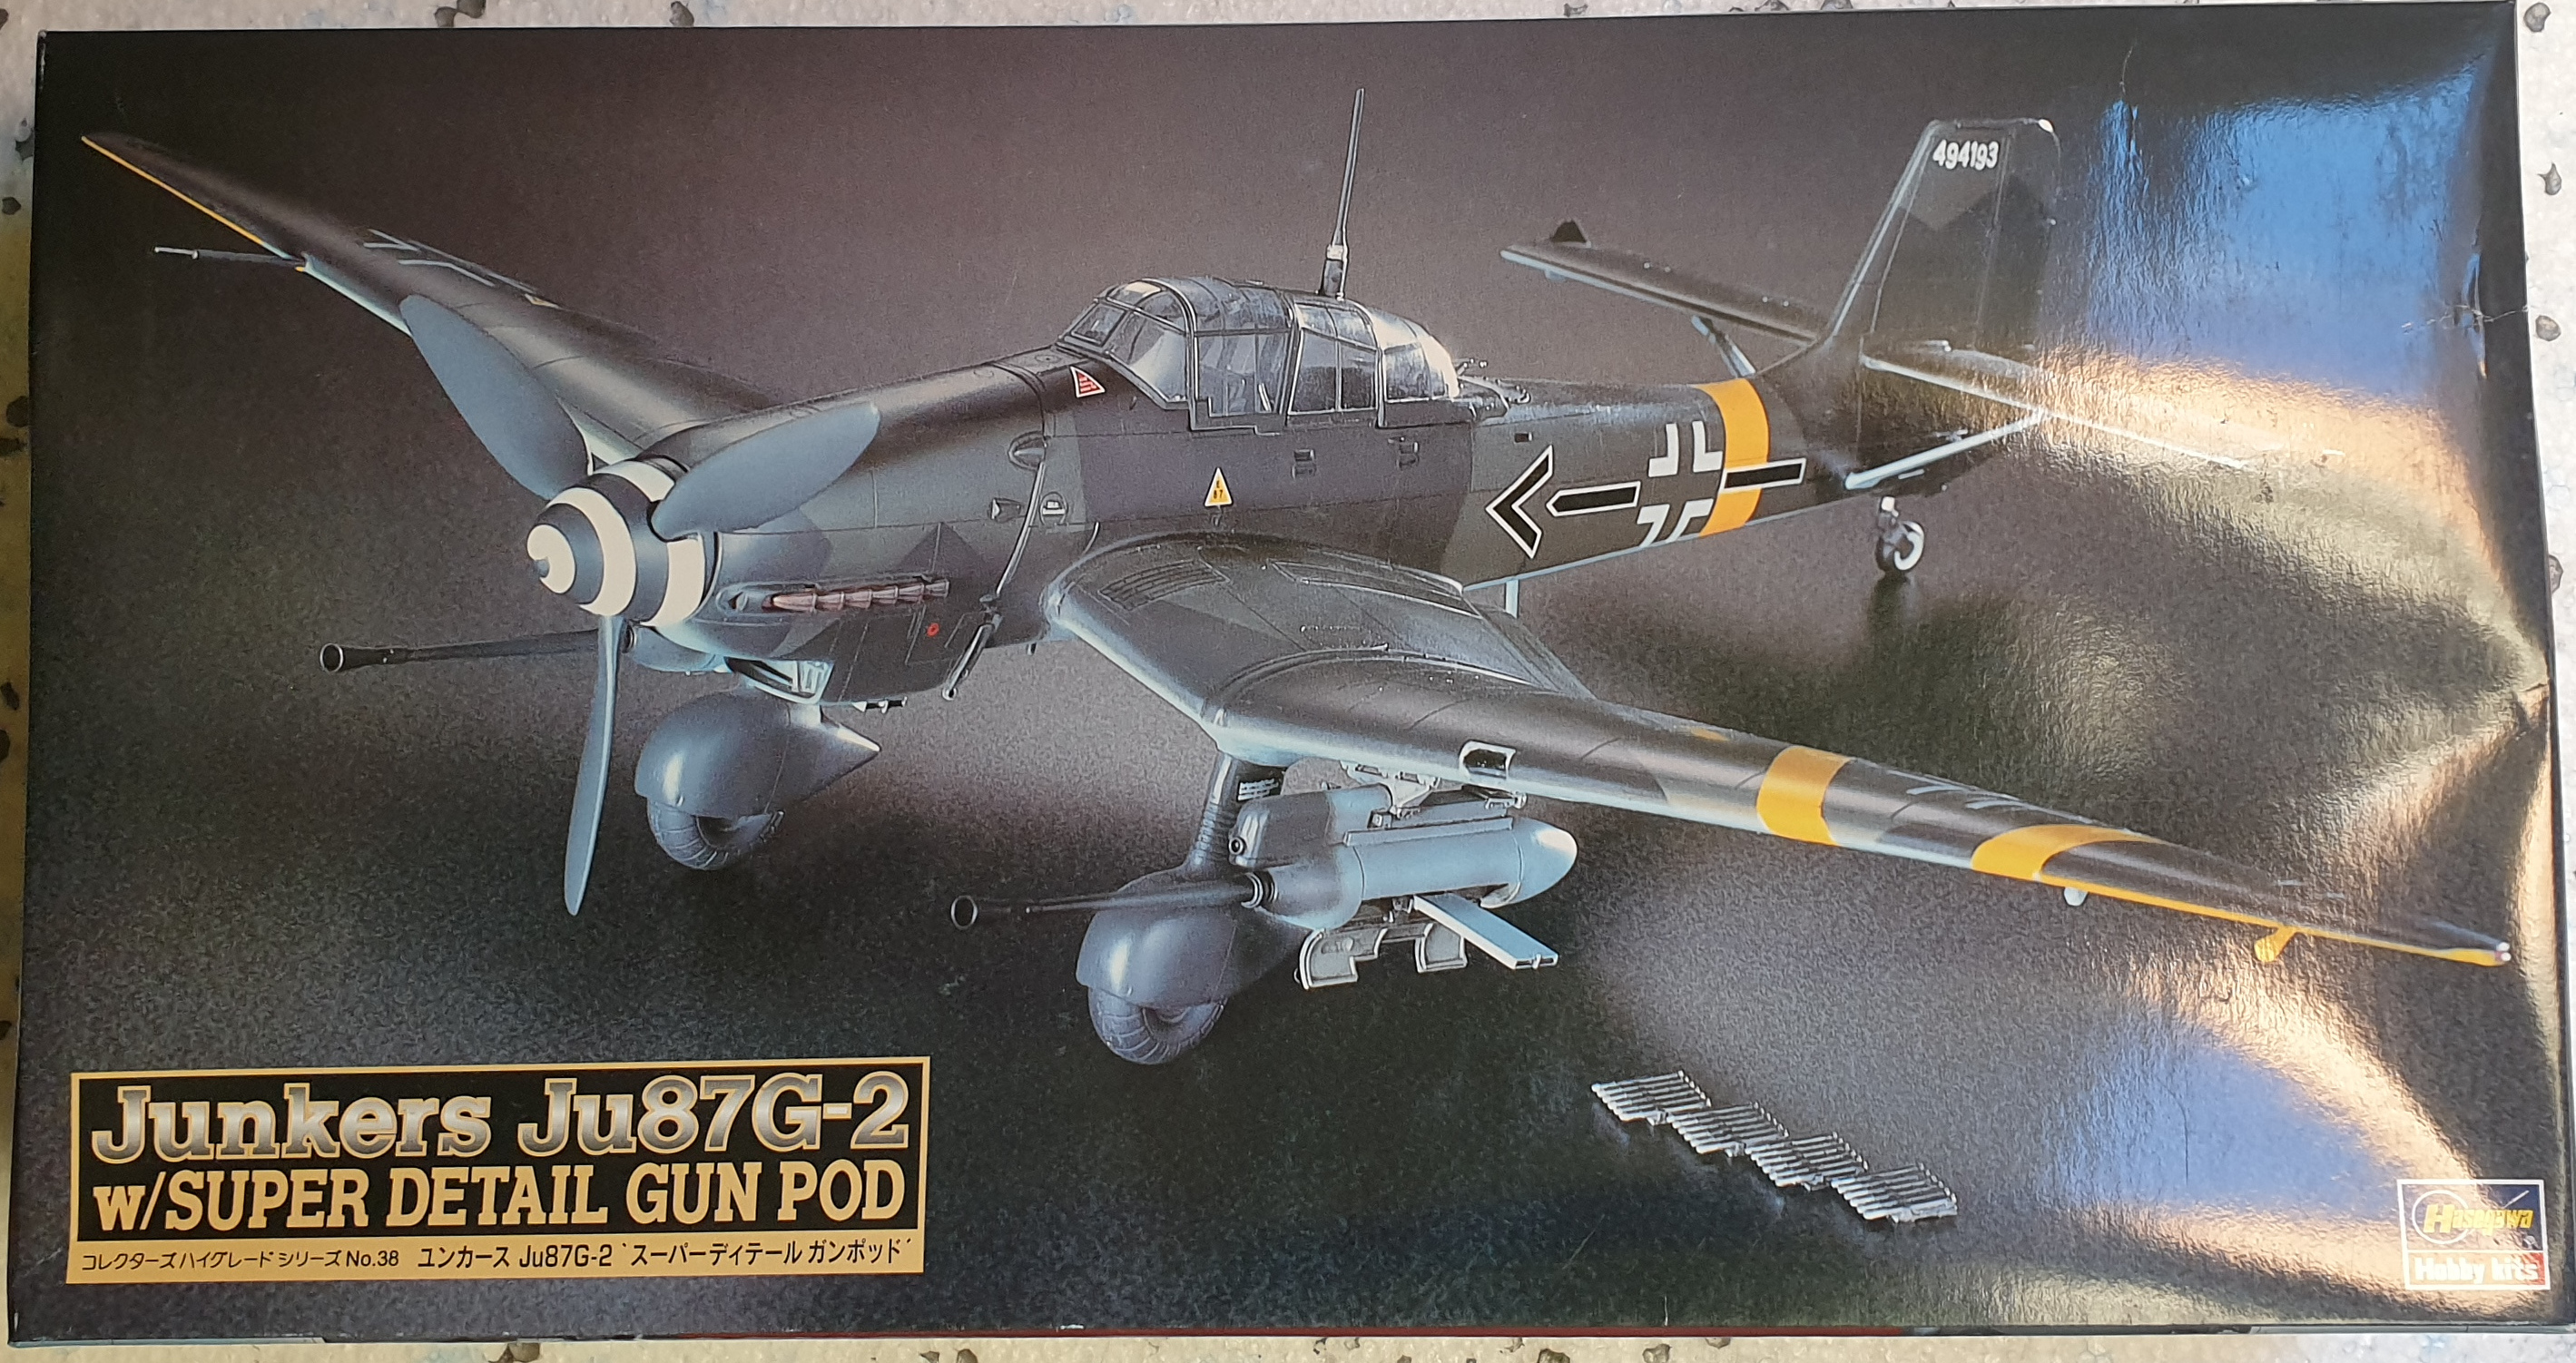 494193
87
Junkers Ju87G-2
w/SUPER DETAIL GUN POD
コレクターズハイグレードシリーズ No.38 ユンカース Ju87G-2 `スーパーディテール ガンポッド´
Hasegawa
Hobby kits